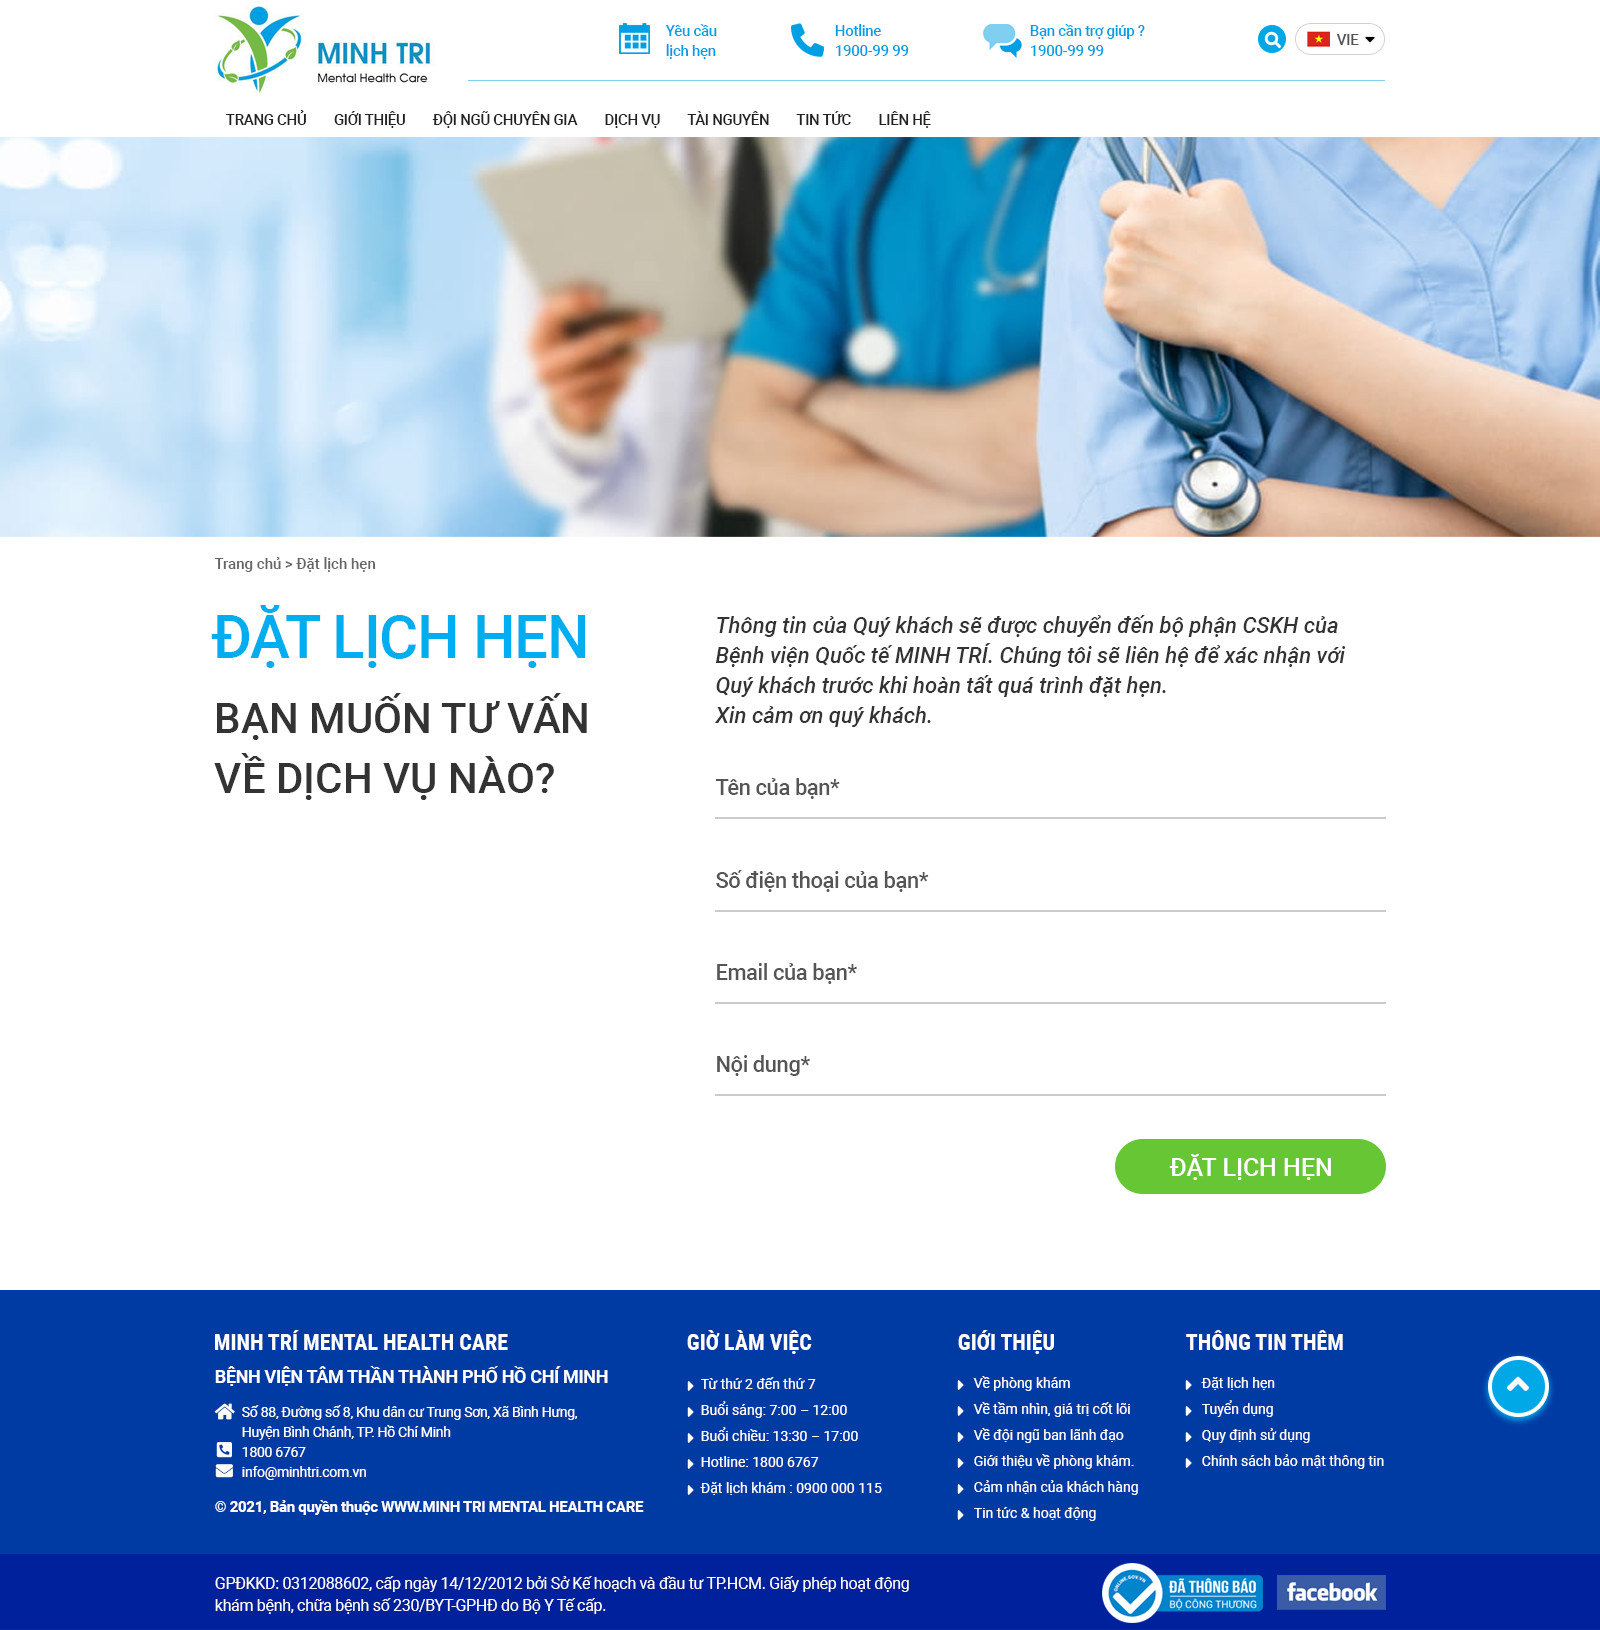 MINH TRI
Mental Health Care
Yêu cầu
lịch hẹn
Hotline
1900-99 99
Bạn cần trợ giúp ?
1900-99 99
VIE
TRANG CHỦ GIỚI THIỆU ĐỘI NGŨ CHUYÊN GIA DỊCH VỤ TÀI NGUYÊN TIN TỨC LIÊN HỆ
Trang chủ > Đặt lịch hẹn
ĐẶT LỊCH HẸN
BẠN MUỐN TƯ VẤN
VỀ DỊCH VỤ NÀO?
Thông tin của Quý khách sẽ được chuyển đến bộ phận CSKH của
Bệnh viện Quốc tế MINH TRÍ. Chúng tôi sẽ liên hệ để xác nhận với
Quý khách trước khi hoàn tất quá trình đặt hẹn.
Xin cảm ơn quý khách.
Tên của bạn*
Số điện thoại của bạn*
Email của bạn*
Nội dung*
ĐẶT LỊCH HẸN
MINH TRÍ MENTAL HEALTH CARE
BỆNH VIỆN TÂM THẦN THÀNH PHỐ HỒ CHÍ MINH
Số 88, Đường số 8, Khu dân cư Trung Sơn, Xã Bình Hưng,
Huyện Bình Chánh, TP. Hồ Chí Minh
1800 6767
info@minhtri.com.vn
© 2021, Bản quyền thuộc WWW.MINH TRI MENTAL HEALTH CARE
GIỜ LÀM VIỆC
Từ thứ 2 đến thứ 7
Buổi sáng: 7:00 – 12:00
Buổi chiều: 13:30 – 17:00
Hotline: 1800 6767
Đặt lịch khám : 0900 000 115
GIỚI THIỆU
Về phòng khám
Về tầm nhìn, giá trị cốt lõi
Về đội ngũ ban lãnh đạo
Giới thiệu về phòng khám.
Cảm nhận của khách hàng
Tin tức & hoạt động
THÔNG TIN THÊM
Đặt lịch hẹn
Tuyển dụng
Quy định sử dụng
Chính sách bảo mật thông tin
GPĐKKD: 0312088602, cấp ngày 14/12/2012 bởi Sở Kế hoạch và đầu tư TP.HCM. Giấy phép hoạt động
khám bệnh, chữa bệnh số 230/BYT-GPHĐ do Bộ Y Tế cấp.
ONLINE.GOV.VN
ĐÃ THÔNG BÁO
BỘ CÔNG THƯƠNG
facebook